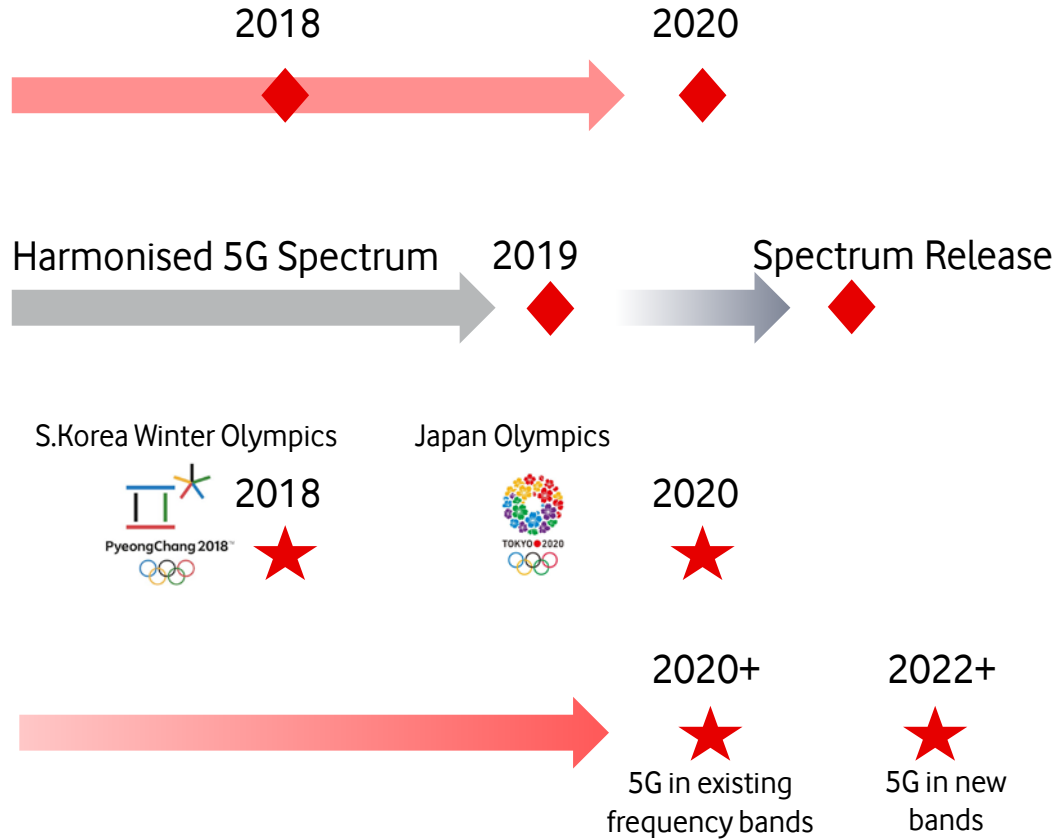 2018
2020
Harmonised 5G Spectrum
2019
Spectrum Release
S.Korea Winter Olympics
Japan Olympics
2018
2020
PyeongChang 2018™
TOKYO 2020
2020+
2022+
5G in existing
frequency bands
5G in new
bands